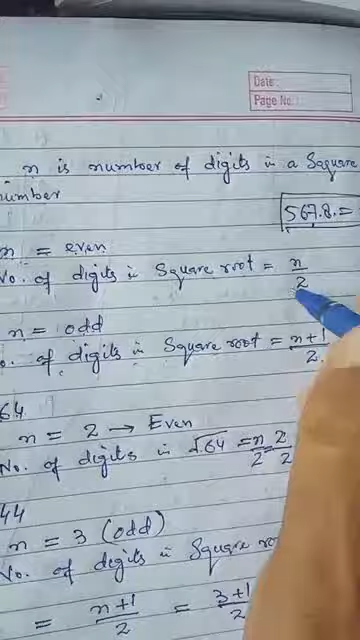 Date :
Page No.
n is number of digits in a Sqquare
number
567.8.=
n = even
No. of digits in Square root = n/2
n = odd
o. of digits in Square root = n+1/2
64
n = 2 → Even
No. of digits in √64 = n/2 = 2/2
44
n = 3 (odd)
No. of digits in Square ro
= n+1/2 = 3+1/2